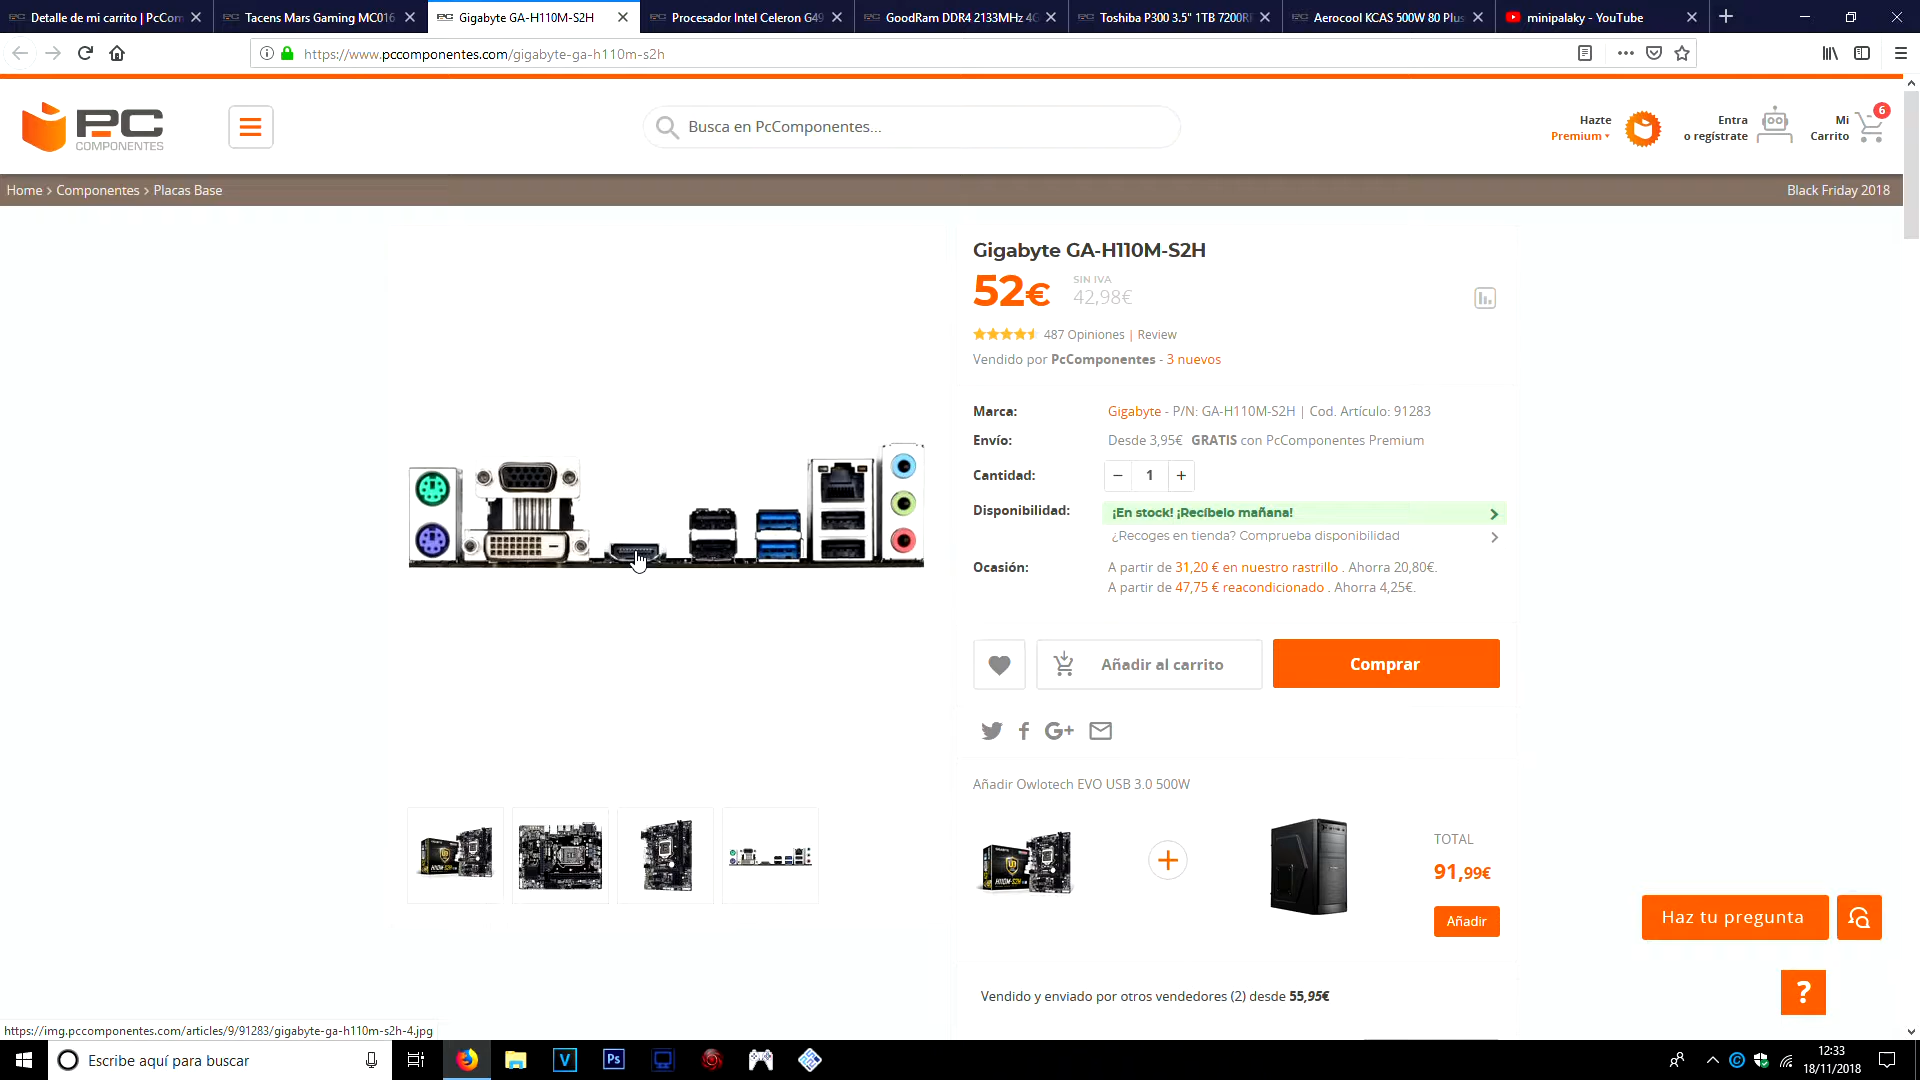 Detalle de mi carrito | PcCom
Tacens Mars Gaming MC016
Gigabyte GA-H110M-S2H
Procesador Intel Celeron G49
GoodRam DDR4 2133MHz 4G
Toshiba P300 3.5" 1TB 7200R
Aerocool KCAS 500W 80 Plus
minipalaky - YouTube
https://www.pccomponentes.com/gigabyte-ga-h110m-s2h
PC
COMPONENTES
Busca en PcComponentes...
Hazte
Premium
Entra
o regístrate
Mi
Carrito
6
Home > Componentes > Placas Base
Black Friday 2018
Gigabyte GA-H110M-S2H
52€
SIN IVA
42,98€
487 Opiniones | Review
Vendido por PcComponentes - 3 nuevos
Marca: Gigabyte - P/N: GA-H110M-S2H | Cod. Artículo: 91283
Envío: Desde 3,95€ GRATIS con PcComponentes Premium
Cantidad: − 1 +
Disponibilidad: ¡En stock! ¡Recíbelo mañana!
¿Recoges en tienda? Comprueba disponibilidad
Ocasión: A partir de 31,20 € en nuestro rastrillo . Ahorra 20,80€.
A partir de 47,75 € reacondicionado . Ahorra 4,25€.
Añadir al carrito
Comprar
G+
Añadir Owlotech EVO USB 3.0 500W
H110M-S2H
TOTAL
91,99€
Añadir
Haz tu pregunta
?
Vendido y enviado por otros vendedores (2) desde 55,95€
https://img.pccomponentes.com/articles/9/91283/gigabyte-ga-h110m-s2h-4.jpg
Escribe aquí para buscar
V
Ps
12:33
18/11/2018